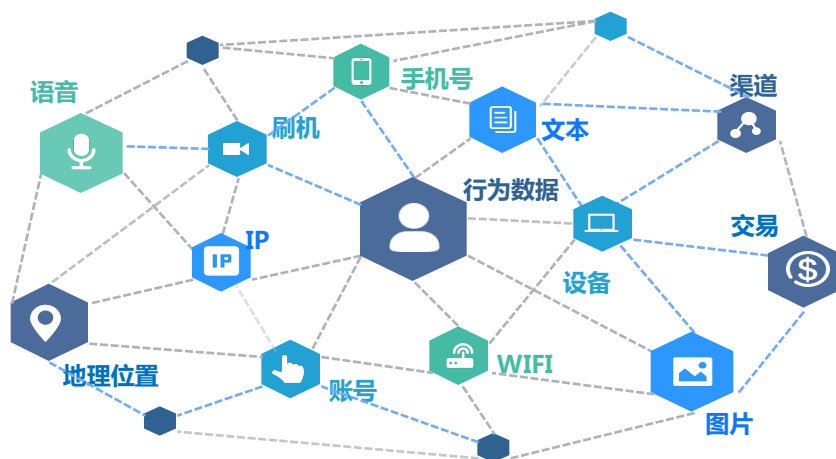 语音
手机号
渠道
刷机
文本
行为数据
IP
IP
交易
设备
地理位置
账号
WIFI
图片